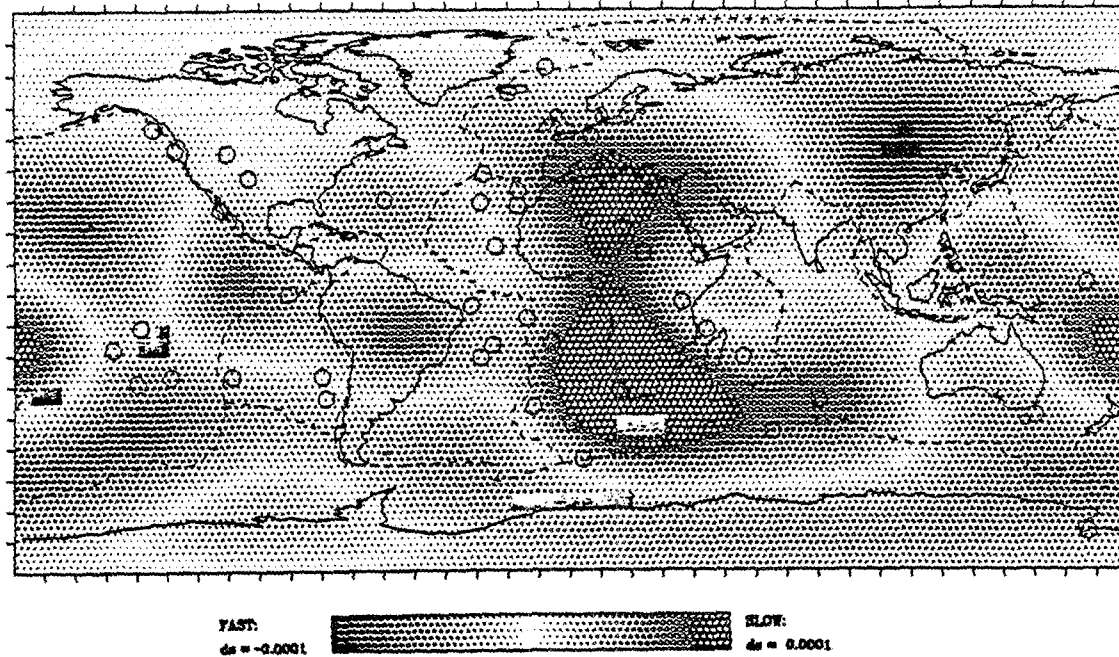 FAST:
ds = -0.0001
SLOW:
ds = 0.0001